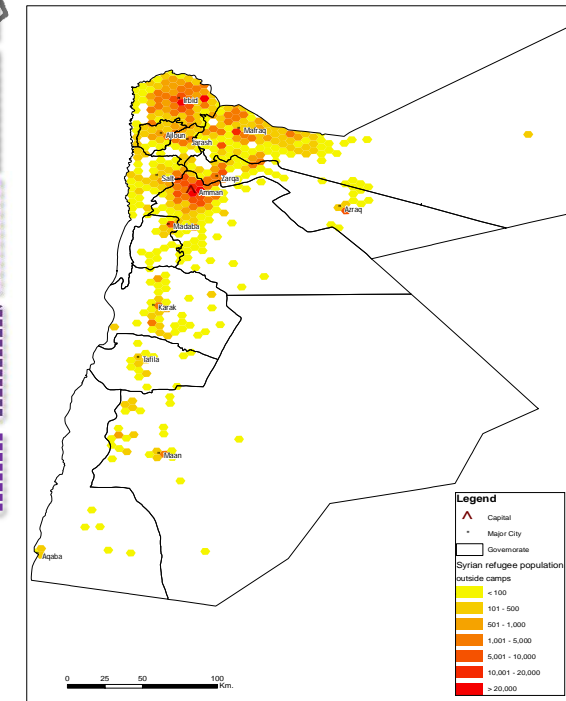 Irbid
Mafraq
Ajloun
Jarash
Salt
Zarqa
Amman
Azraq
Madaba
Karak
Tafila
Maan
Aqaba
Legend
Capital
Major City
Governorate
Syrian refugee population
outside camps
< 100
101 - 500
501 - 1,000
1,001 - 5,000
5,001 - 10,000
10,001 - 20,000
> 20,000
0 25 50 100
Km.